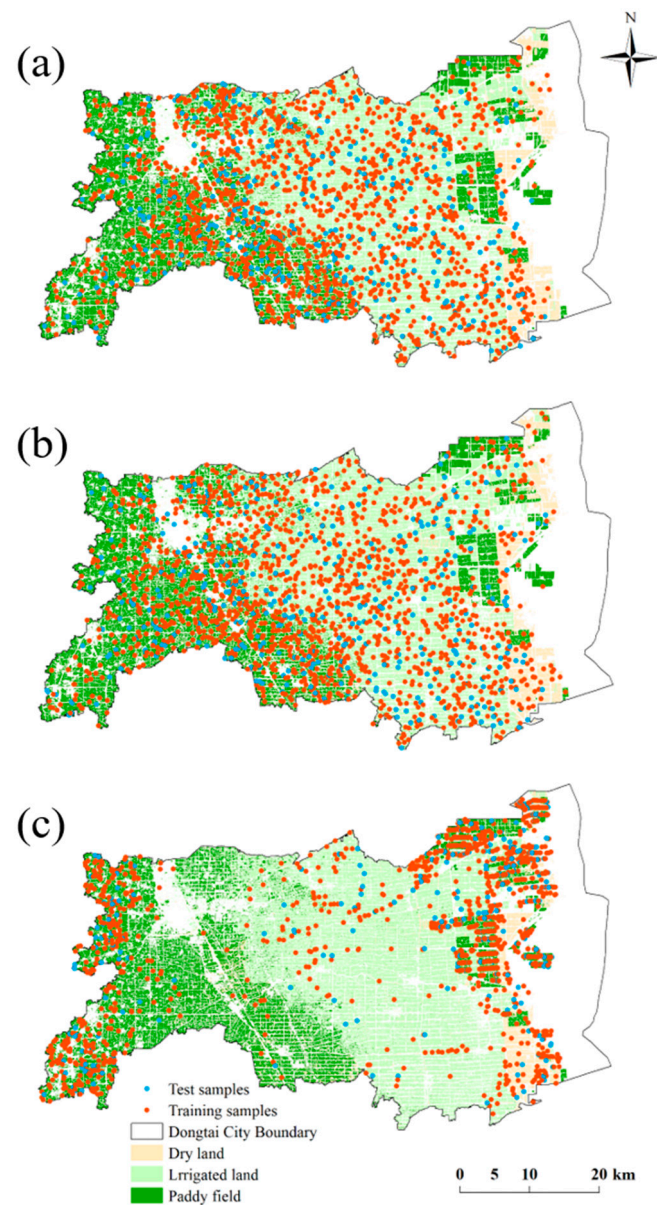 N
(a)
(b)
(c)
Test samples
Training samples
Dongtai City Boundary
Dry land
Lrrigated land
Paddy field
0 5 10 20 km